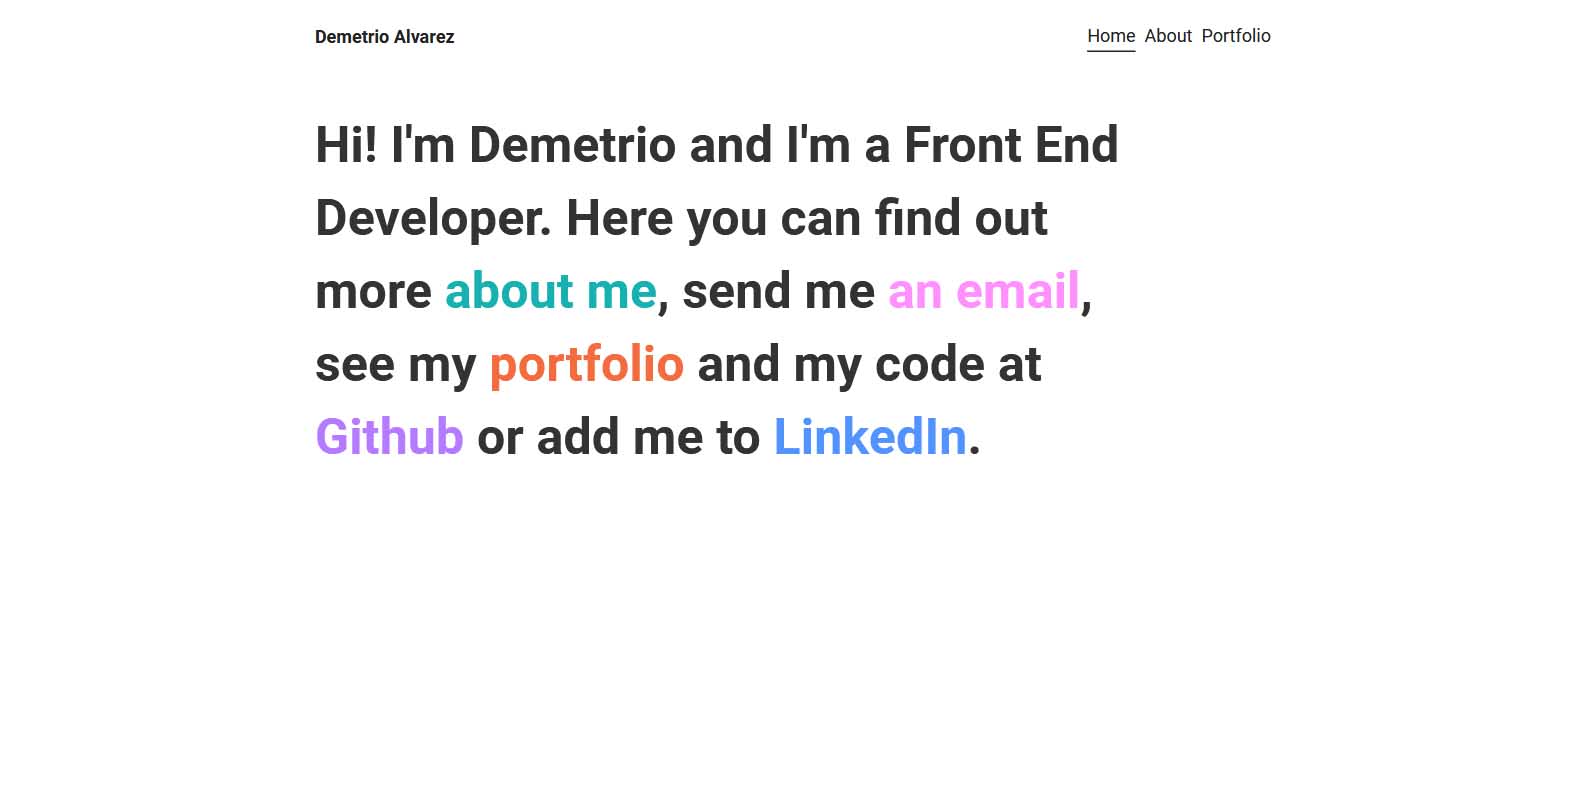 Demetrio Alvarez
Home About Portfolio
Hi! I'm Demetrio and I'm a Front End
Developer. Here you can find out
more about me, send me an email,
see my portfolio and my code at
Github or add me to LinkedIn.